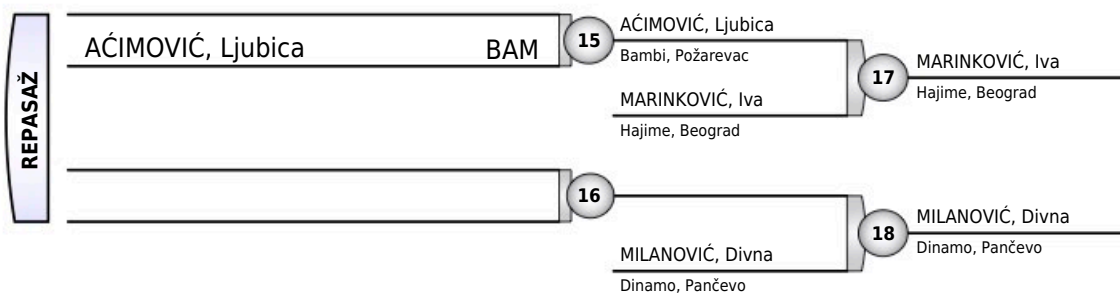 REPASAŽ
AĆIMOVIĆ, Ljubica BAM
15
AĆIMOVIĆ, Ljubica
Bambi, Požarevac
MARINKOVIĆ, Iva
Hajime, Beograd
17
MARINKOVIĆ, Iva
Hajime, Beograd
16
MILANOVIĆ, Divna
Dinamo, Pančevo
18
MILANOVIĆ, Divna
Dinamo, Pančevo